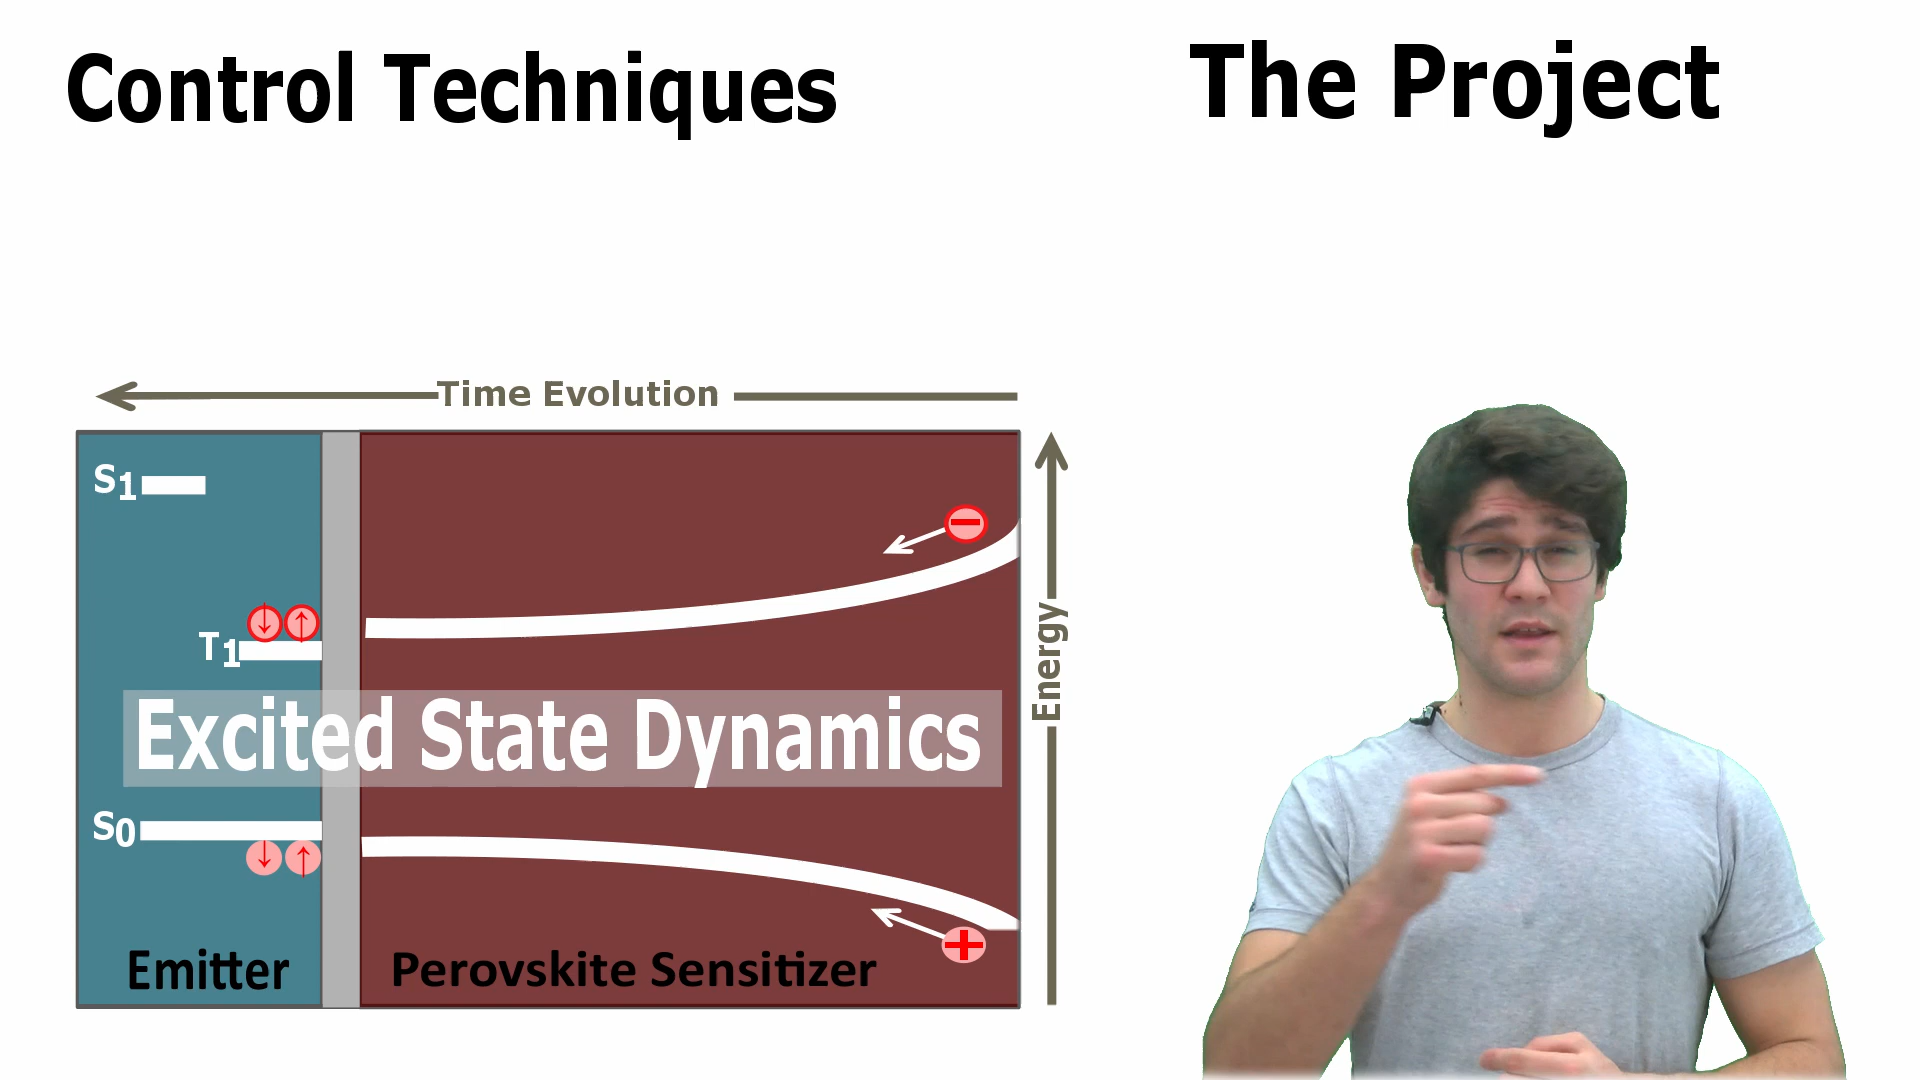 Control Techniques
The Project
Time Evolution
S1
T1
Energy
Excited State Dynamics
S0
Emitter
Perovskite Sensitizer